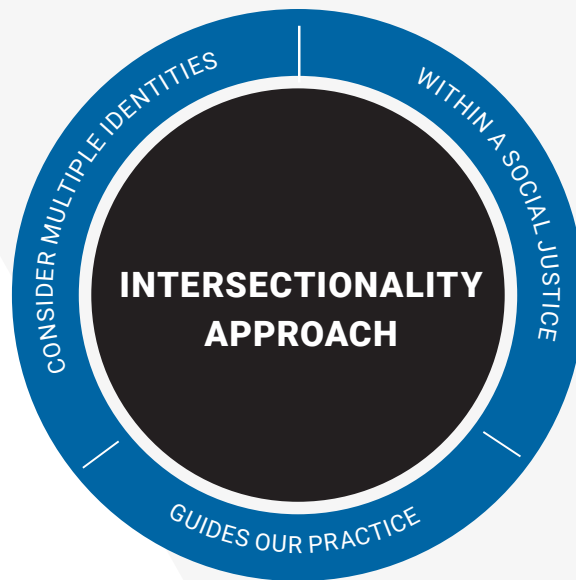 INTERSECTIONALITY
APPROACH
CONSIDER MULTIPLE IDENTITIES
WITHIN A SOCIAL JUSTICE
GUIDES OUR PRACTICE